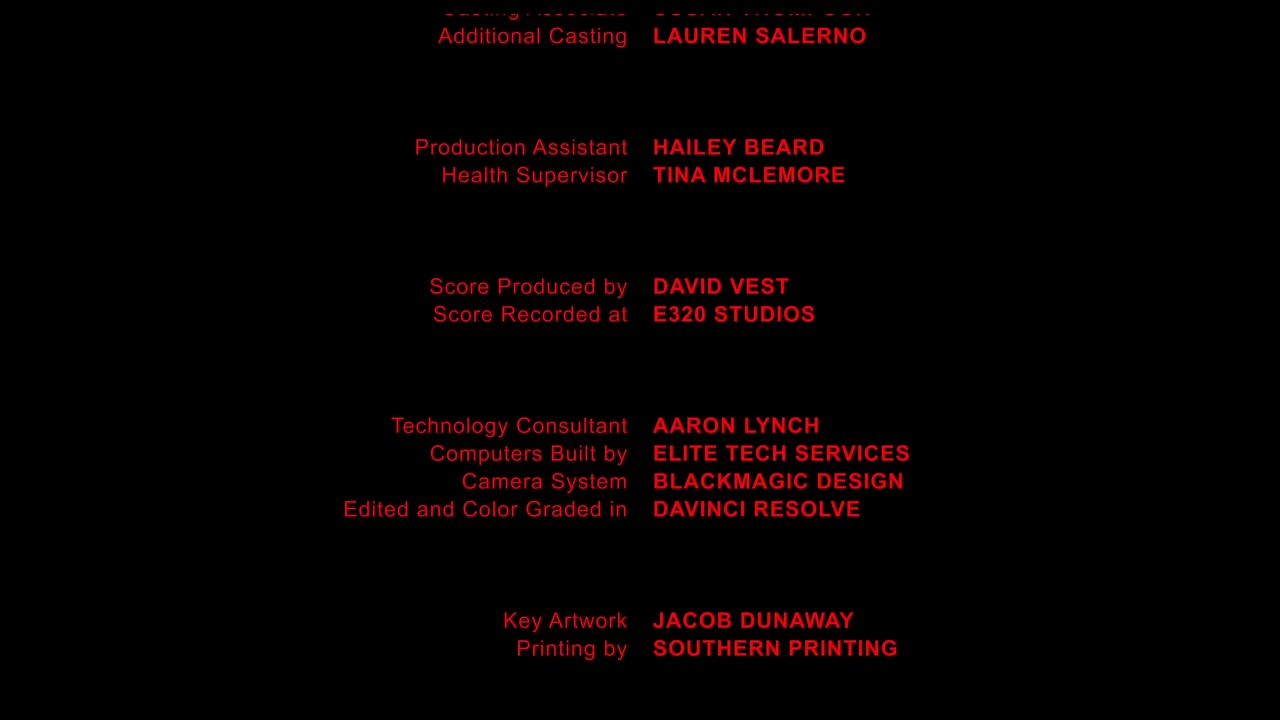 Additional Casting LAUREN SALERNO
Production Assistant HAILEY BEARD
Health Supervisor TINA MCLEMORE
Score Produced by DAVID VEST
Score Recorded at E320 STUDIOS
Technology Consultant AARON LYNCH
Computers Built by ELITE TECH SERVICES
Camera System BLACKMAGIC DESIGN
Edited and Color Graded in DAVINCI RESOLVE
Key Artwork JACOB DUNAWAY
Printing by SOUTHERN PRINTING